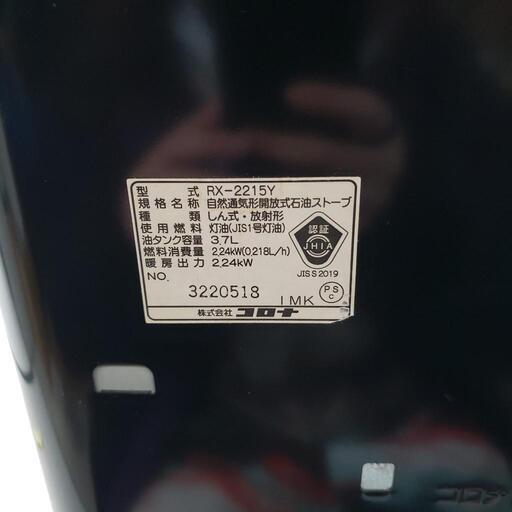 型式 RX-2215Y
規格名称 自然通気形開放式石油ストーブ
種類 しん式・放射形
使用燃料 灯油(JIS1号灯油)
油タンク容量 3.7L
燃料消費量 2.24kW(0.218L/h)
暖房出力 2.24kW
認証
JHIA
JIS S 2019
NO. 3220518 IMK
PSC
株式会社 コロナ